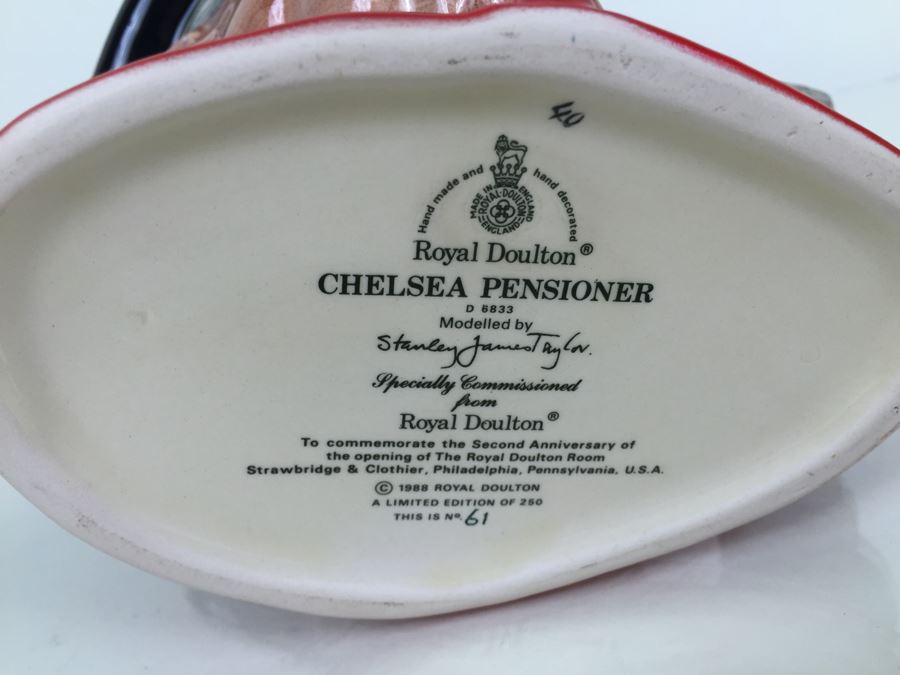 40
Hand made and hand decorated
MADE IN ENGLAND
ROYAL-DOULTON
ENGLAND
Royal Doulton®
CHELSEA PENSIONER
D 6833
Modelled by
Stanley James Taylor.
Specially Commissioned
from
Royal Doulton®
To commemorate the Second Anniversary of
the opening of The Royal Doulton Room
Strawbridge & Clothier, Philadelphia, Pennsylvania, U.S.A.
© 1988 ROYAL DOULTON
A LIMITED EDITION OF 250
THIS IS Nº. 61